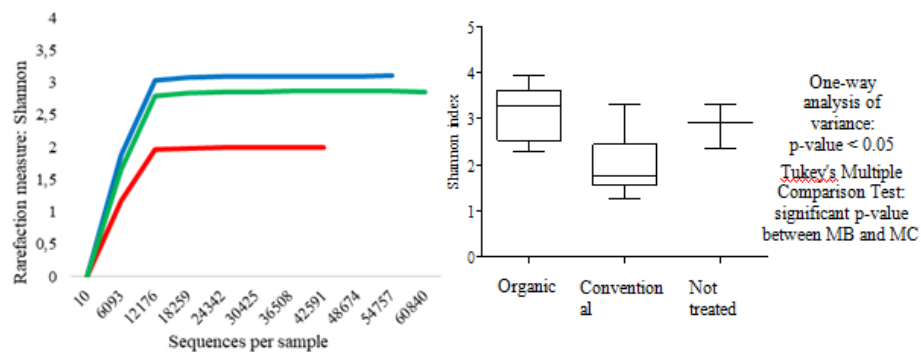 Rarefaction measure: Shannon
4
3,5
3
2,5
2
1,5
1
0,5
0
10
6093
12176
18259
24342
30425
36508
42591
48674
54757
60840
Sequences per sample
Shannon index
5
4
3
2
1
0
Organic
Convention
al
Not
treated
One-way
analysis of
variance:
p-value < 0.05
Tukey's Multiple
Comparison Test:
significant p-value
between MB and MC